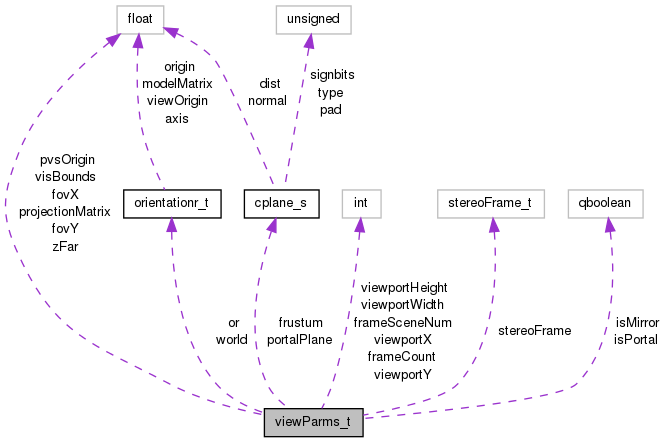 float
unsigned
origin
modelMatrix
viewOrigin
axis
dist
normal
signbits
type
pad
pvsOrigin
visBounds
fovX
projectionMatrix
fovY
zFar
orientationr_t
cplane_s
int
stereoFrame_t
qboolean
or
world
frustum
portalPlane
viewportHeight
viewportWidth
frameSceneNum
viewportX
frameCount
viewportY
stereoFrame
isMirror
isPortal
viewParms_t